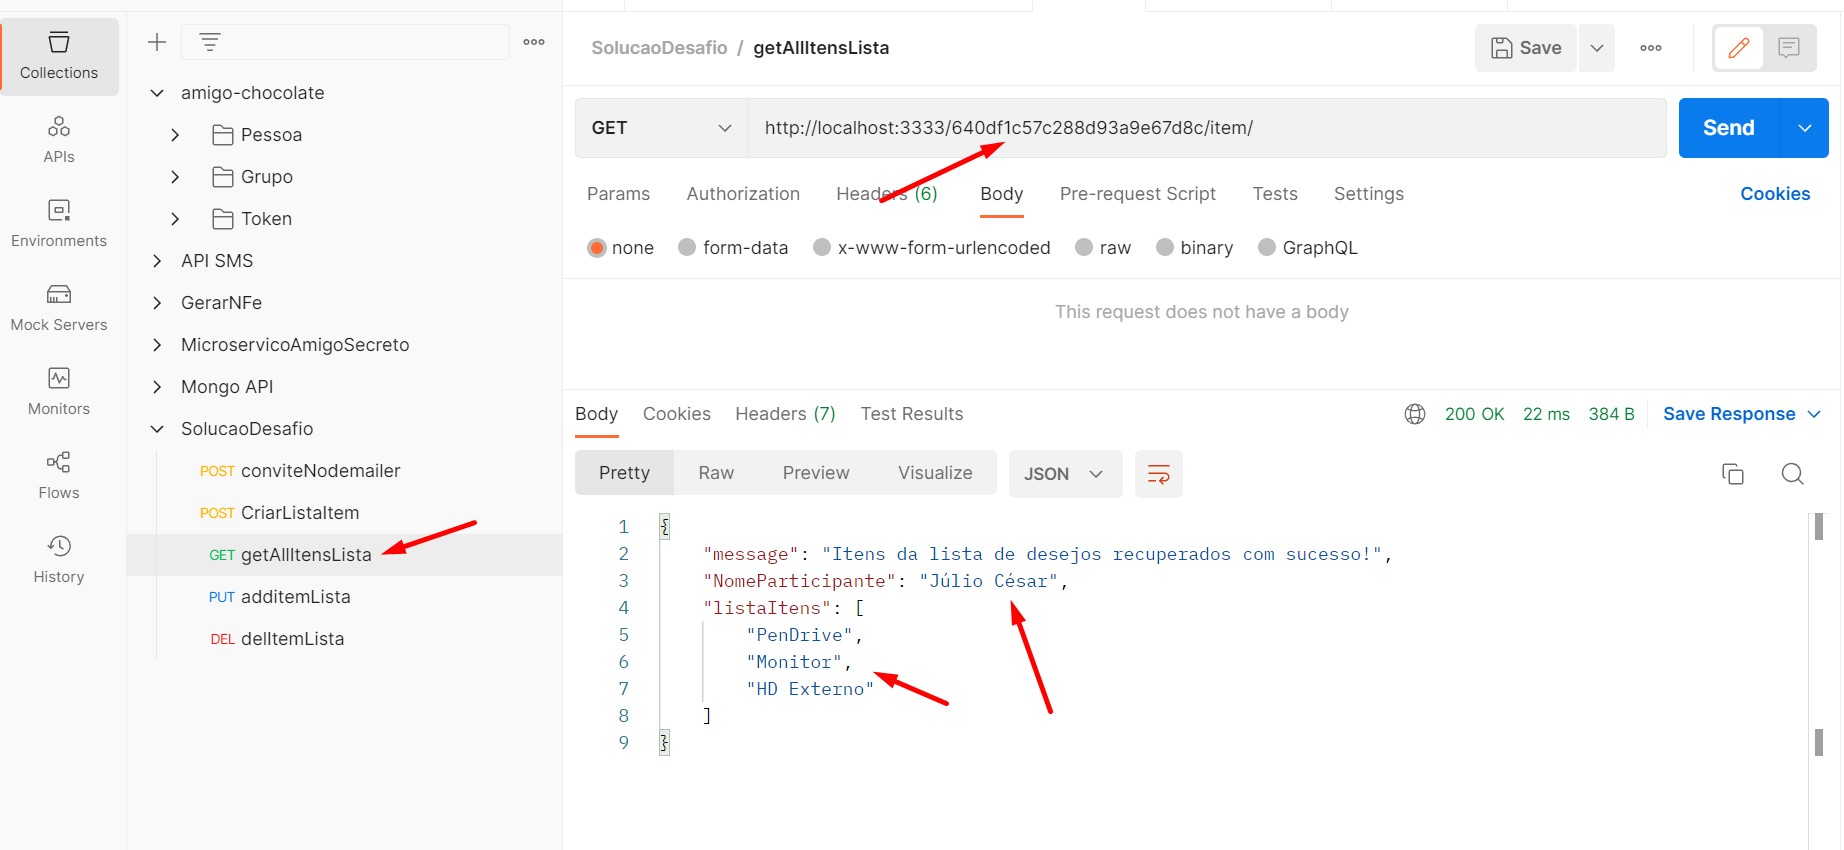 Collections
APIs
Environments
Mock Servers
Monitors
Flows
History
amigo-chocolate
Pessoa
Grupo
Token
API SMS
GerarNFe
MicroservicoAmigoSecreto
Mongo API
SolucaoDesafio
POST conviteNodemailer
POST CriarListaItem
GET getAllItensLista
PUT additemLista
DEL delItemLista
SolucaoDesafio / getAllItensLista
Save
GET http://localhost:3333/640df1c57c288d93a9e67d8c/item/
Send
Params Authorization Headers (6) Body Pre-request Script Tests Settings Cookies
none form-data x-www-form-urlencoded raw binary GraphQL
This request does not have a body
Body Cookies Headers (7) Test Results 200 OK 22 ms 384 B Save Response
Pretty Raw Preview Visualize JSON
1 {
2 "message": "Itens da lista de desejos recuperados com sucesso!",
3 "NomeParticipante": "Júlio César",
4 "listaItens": [
5 "PenDrive",
6 "Monitor",
7 "HD Externo"
8 ]
9 }